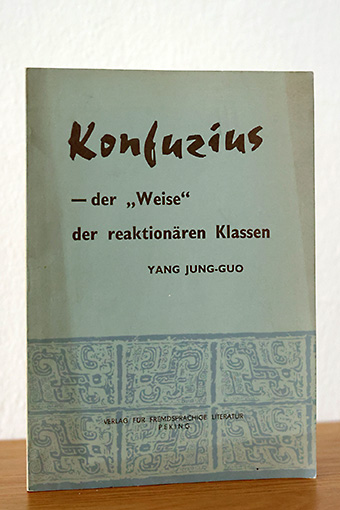 Konfuzius
— der „Weise“
der reaktionären Klassen
YANG JUNG-GUO
VERLAG FÜR FREMDSPRACHIGE LITERATUR
PEKING